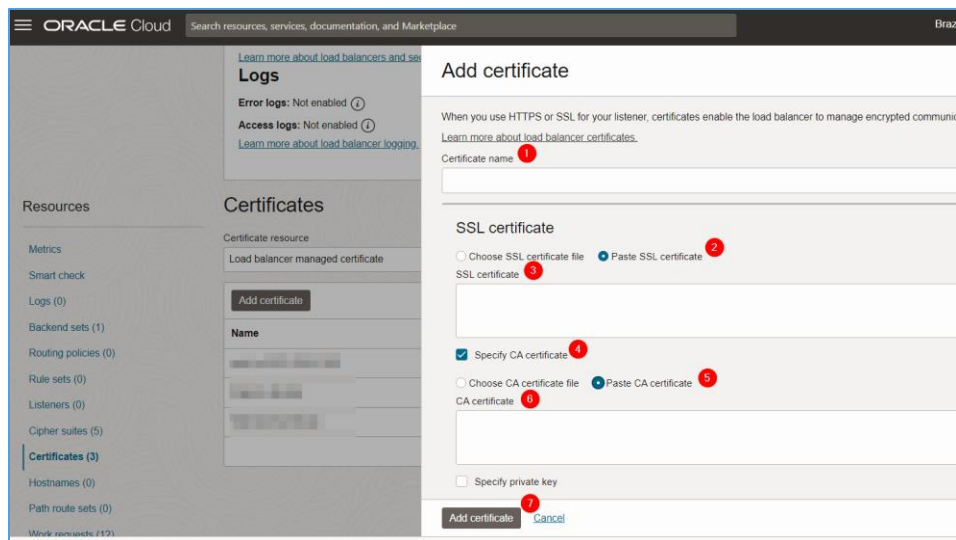 ORACLE Cloud
Search resources, services, documentation, and Marketplace
Braz
Learn more about load balancers and sec
Logs
Error logs: Not enabled
Access logs: Not enabled
Learn more about load balancer logging.
Resources
Metrics
Smart check
Logs (0)
Backend sets (1)
Routing policies (0)
Rule sets (0)
Listeners (0)
Cipher suites (5)
Certificates (3)
Hostnames (0)
Path route sets (0)
Work requests (12)
Certificates
Certificate resource
Load balancer managed certificate
Add certificate
Name
Add certificate
When you use HTTPS or SSL for your listener, certificates enable the load balancer to manage encrypted communic
Learn more about load balancer certificates.
Certificate name 1
SSL certificate
Choose SSL certificate file Paste SSL certificate 2
SSL certificate 3
Specify CA certificate 4
Choose CA certificate file Paste CA certificate 5
CA certificate 6
Specify private key
7
Add certificate Cancel